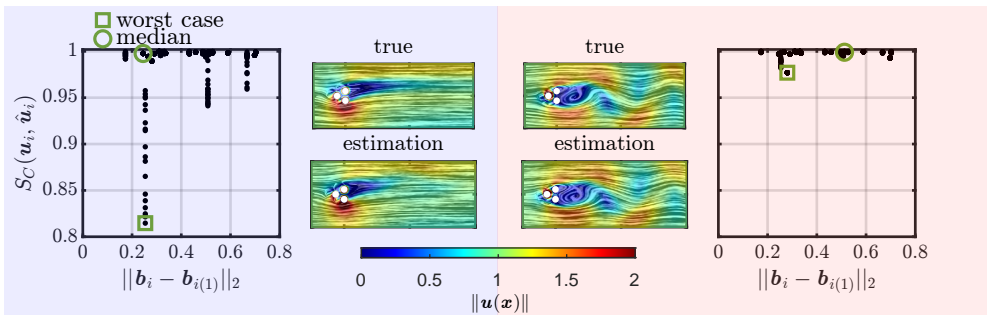 worst case
median
true
true
estimation
estimation
1
0.95
0.9
0.85
0.8
S_C(u_i, û_i)
0 0.2 0.4 0.6 0.8
||b_i − b_{i(1)}||_2
0 0.5 1 1.5 2
‖u(x)‖
1
0.95
0.9
0.85
0.8
0 0.2 0.4 0.6 0.8
||b_i − b_{i(1)}||_2